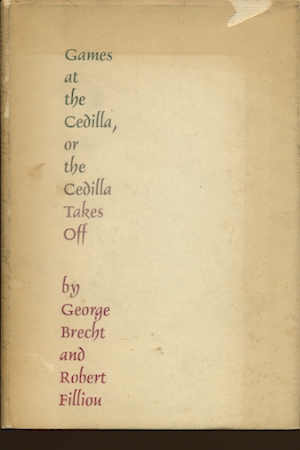 Games
at
the
Cedilla,
or
the
Cedilla
Takes
Off
by
George
Brecht
and
Robert
Filliou